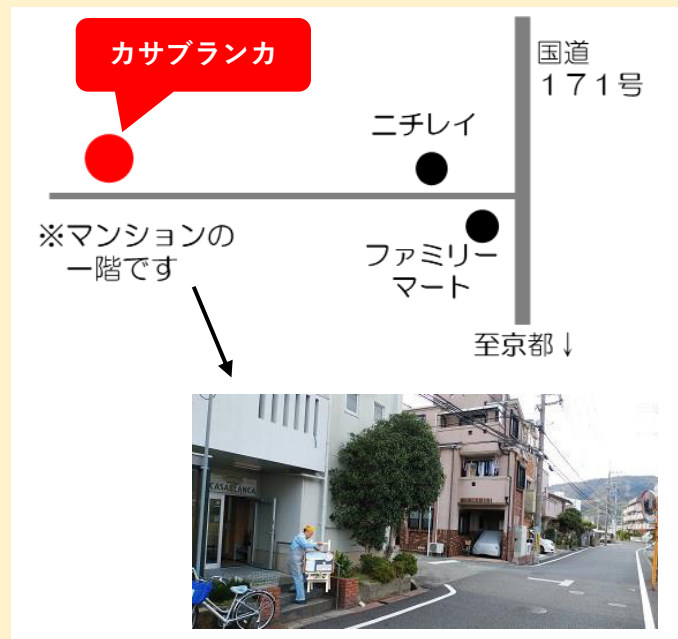 カサブランカ
国道
１７１号
ニチレイ
※マンションの
一階です
ファミリー
マート
至京都↓
CASABLANCA